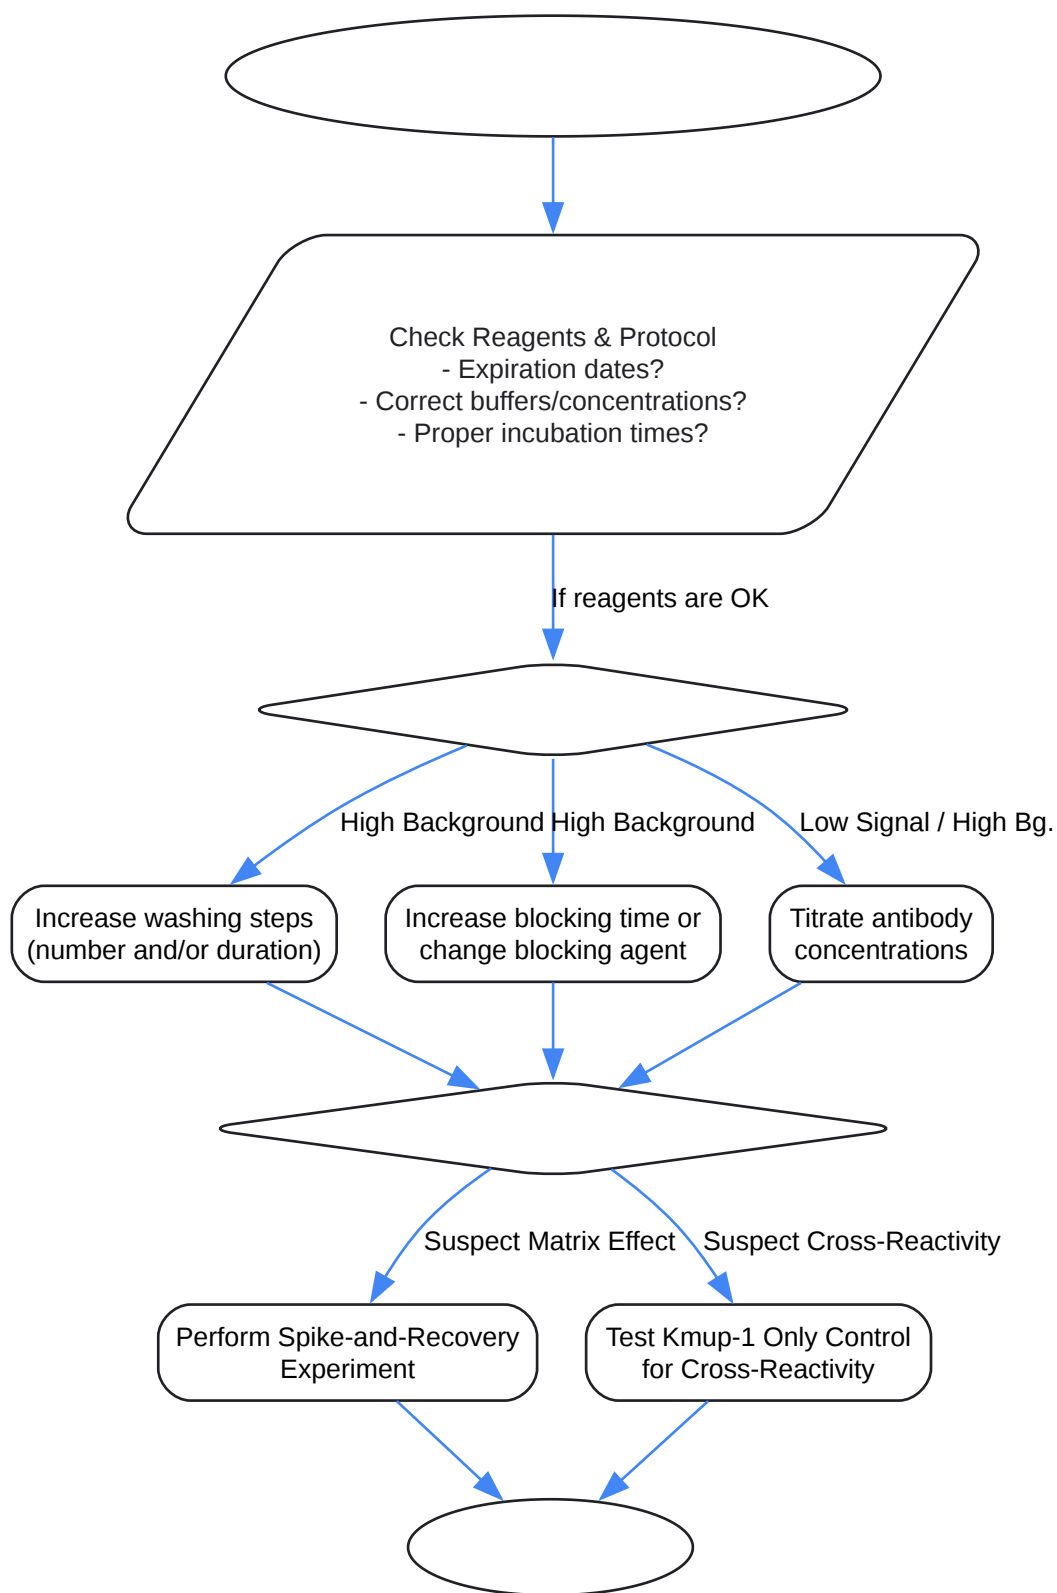 Check Reagents & Protocol
- Expiration dates?
- Correct buffers/concentrations?
- Proper incubation times?
If reagents are OK
High Background
High Background
Low Signal / High Bg.
Increase washing steps
(number and/or duration)
Increase blocking time or
change blocking agent
Titrate antibody
concentrations
Suspect Matrix Effect
Suspect Cross-Reactivity
Perform Spike-and-Recovery
Experiment
Test Kmup-1 Only Control
for Cross-Reactivity